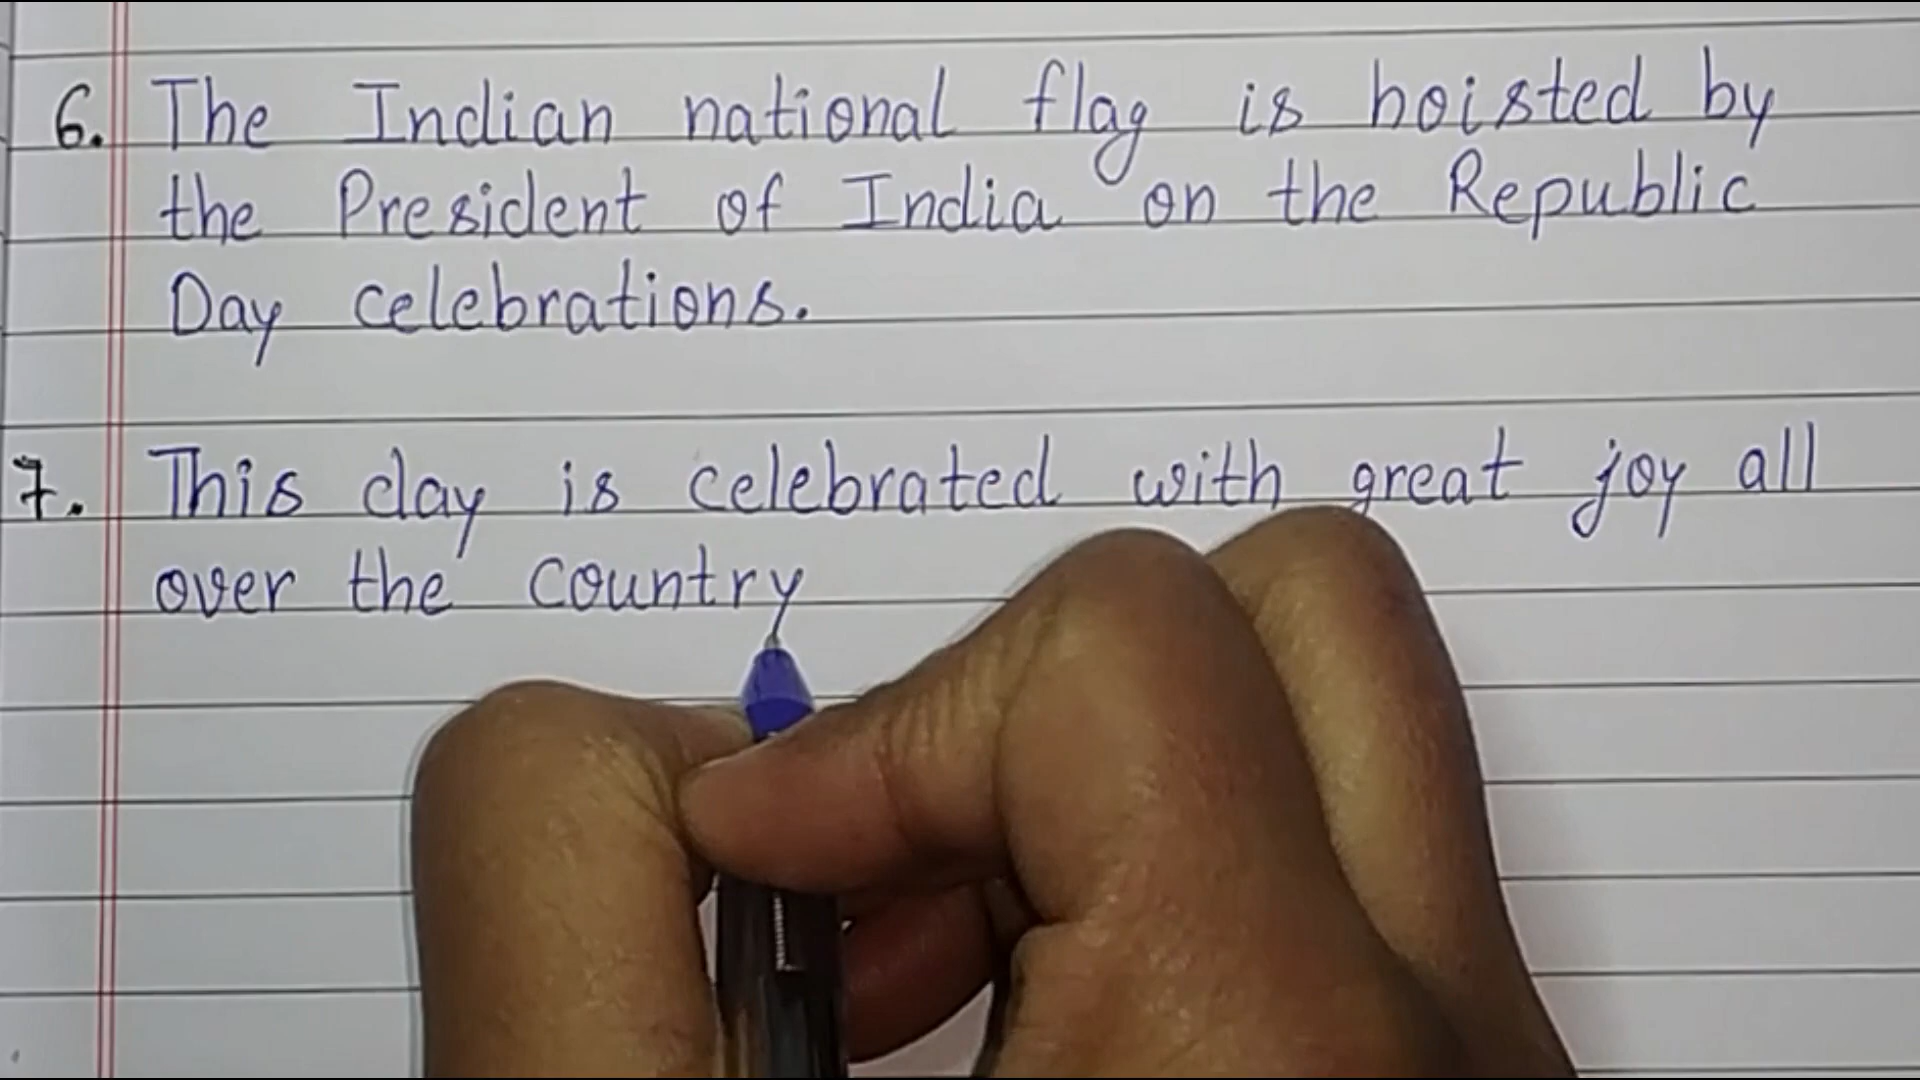 6. The Indian national flag is hoisted by
the President of India on the Republic
Day celebrations.
7. This day is celebrated with great joy all
over the country